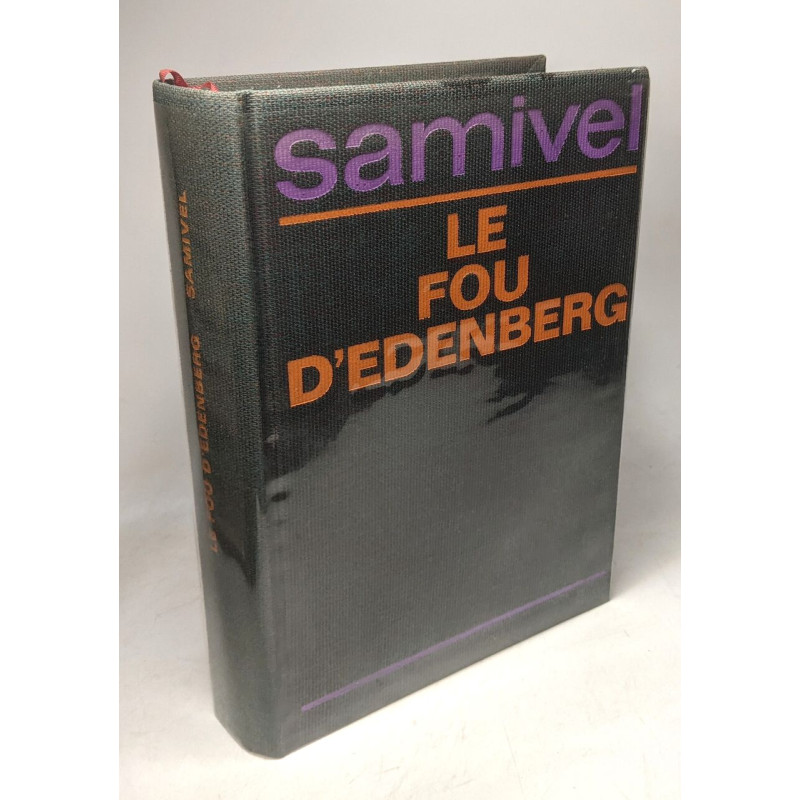 samivel
LE
FOU
D'EDENBERG
LE FOU D'EDENBERG SAMIVEL